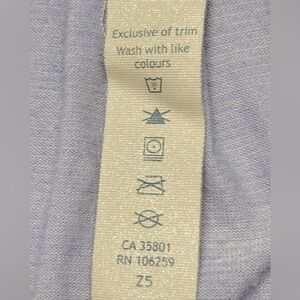 Exclusive of trim
Wash with like
colours
CA 35801
RN 106259
Z5